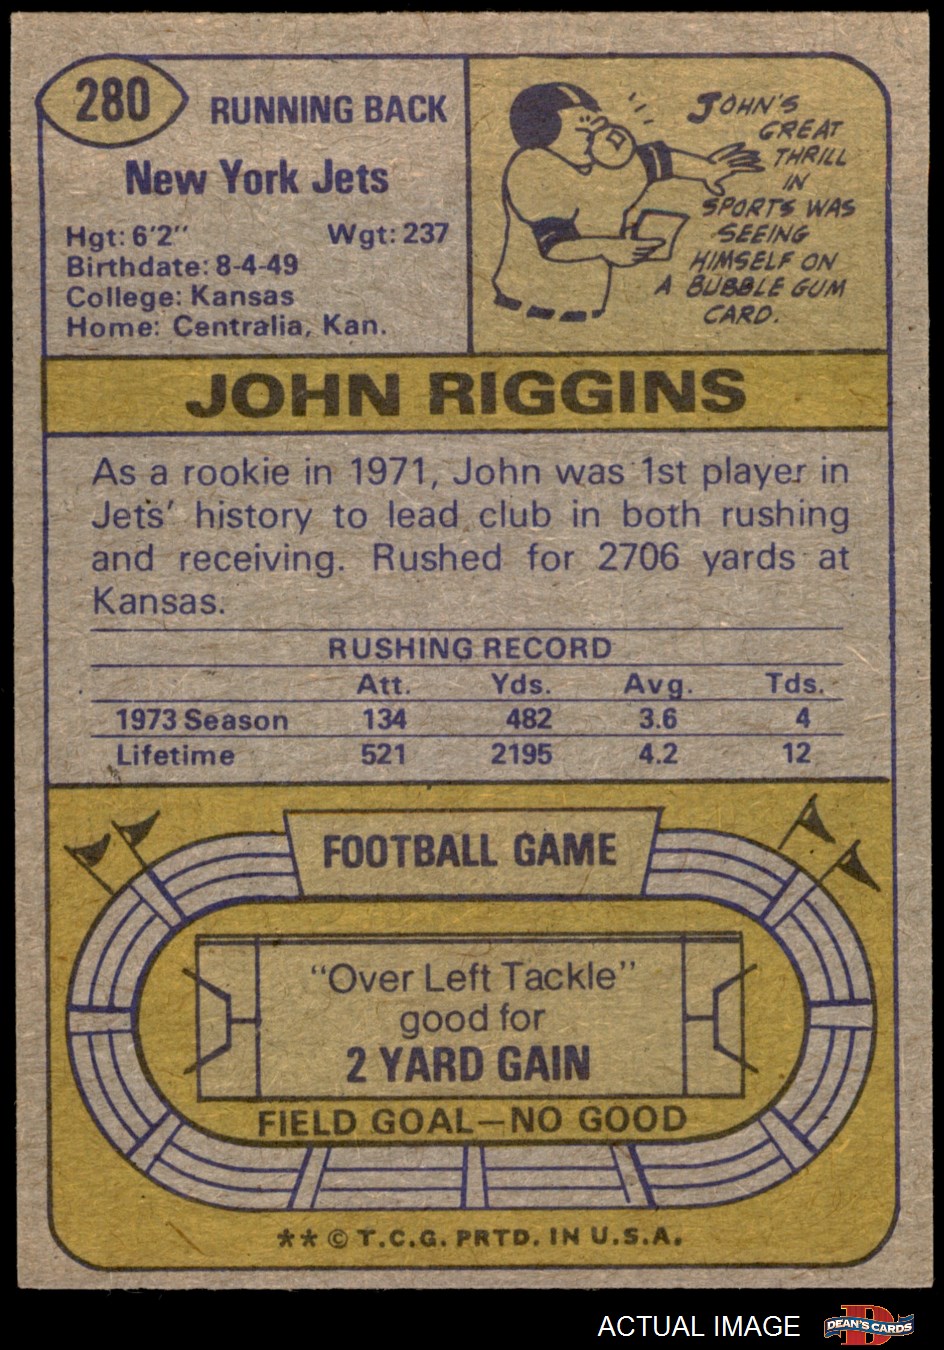 280
RUNNING BACK
New York Jets
Hgt: 6'2" Wgt: 237
Birthdate: 8-4-49
College: Kansas
Home: Centralia, Kan.
JOHN'S
GREAT
THRILL
IN
SPORTS WAS
SEEING
HIMSELF ON
A BUBBLE GUM
CARD.
JOHN RIGGINS
As a rookie in 1971, John was 1st player in
Jets' history to lead club in both rushing
and receiving. Rushed for 2706 yards at
Kansas.
RUSHING RECORD
Att. Yds. Avg. Tds.
1973 Season 134 482 3.6 4
Lifetime 521 2195 4.2 12
FOOTBALL GAME
"Over Left Tackle"
good for
2 YARD GAIN
FIELD GOAL—NO GOOD
** © T.C.G. PRTD. IN U.S.A.
ACTUAL IMAGE
D
DEAN'S CARDS